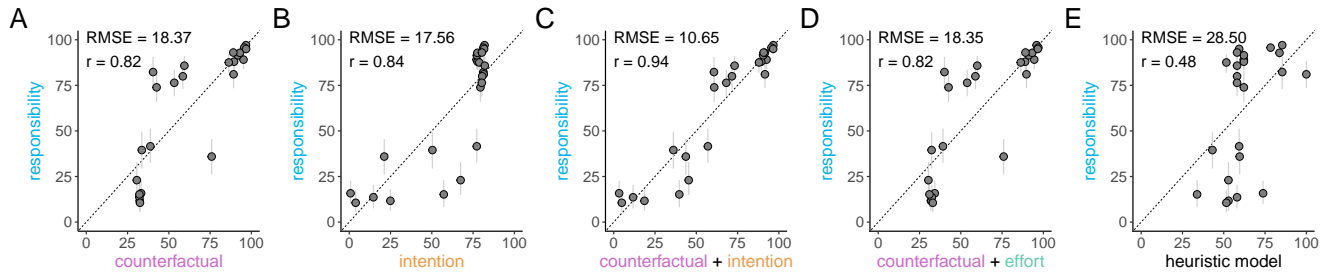 A
RMSE = 18.37
r = 0.82
responsibility
100
75
50
25
0
0 25 50 75 100
counterfactual
B
RMSE = 17.56
r = 0.84
responsibility
100
75
50
25
0
0 25 50 75 100
intention
C
RMSE = 10.65
r = 0.94
responsibility
100
75
50
25
0
0 25 50 75 100
counterfactual + intention
D
RMSE = 18.35
r = 0.82
responsibility
100
75
50
25
0
0 25 50 75 100
counterfactual + effort
E
RMSE = 28.50
r = 0.48
responsibility
100
75
50
25
0
0 25 50 75 100
heuristic model